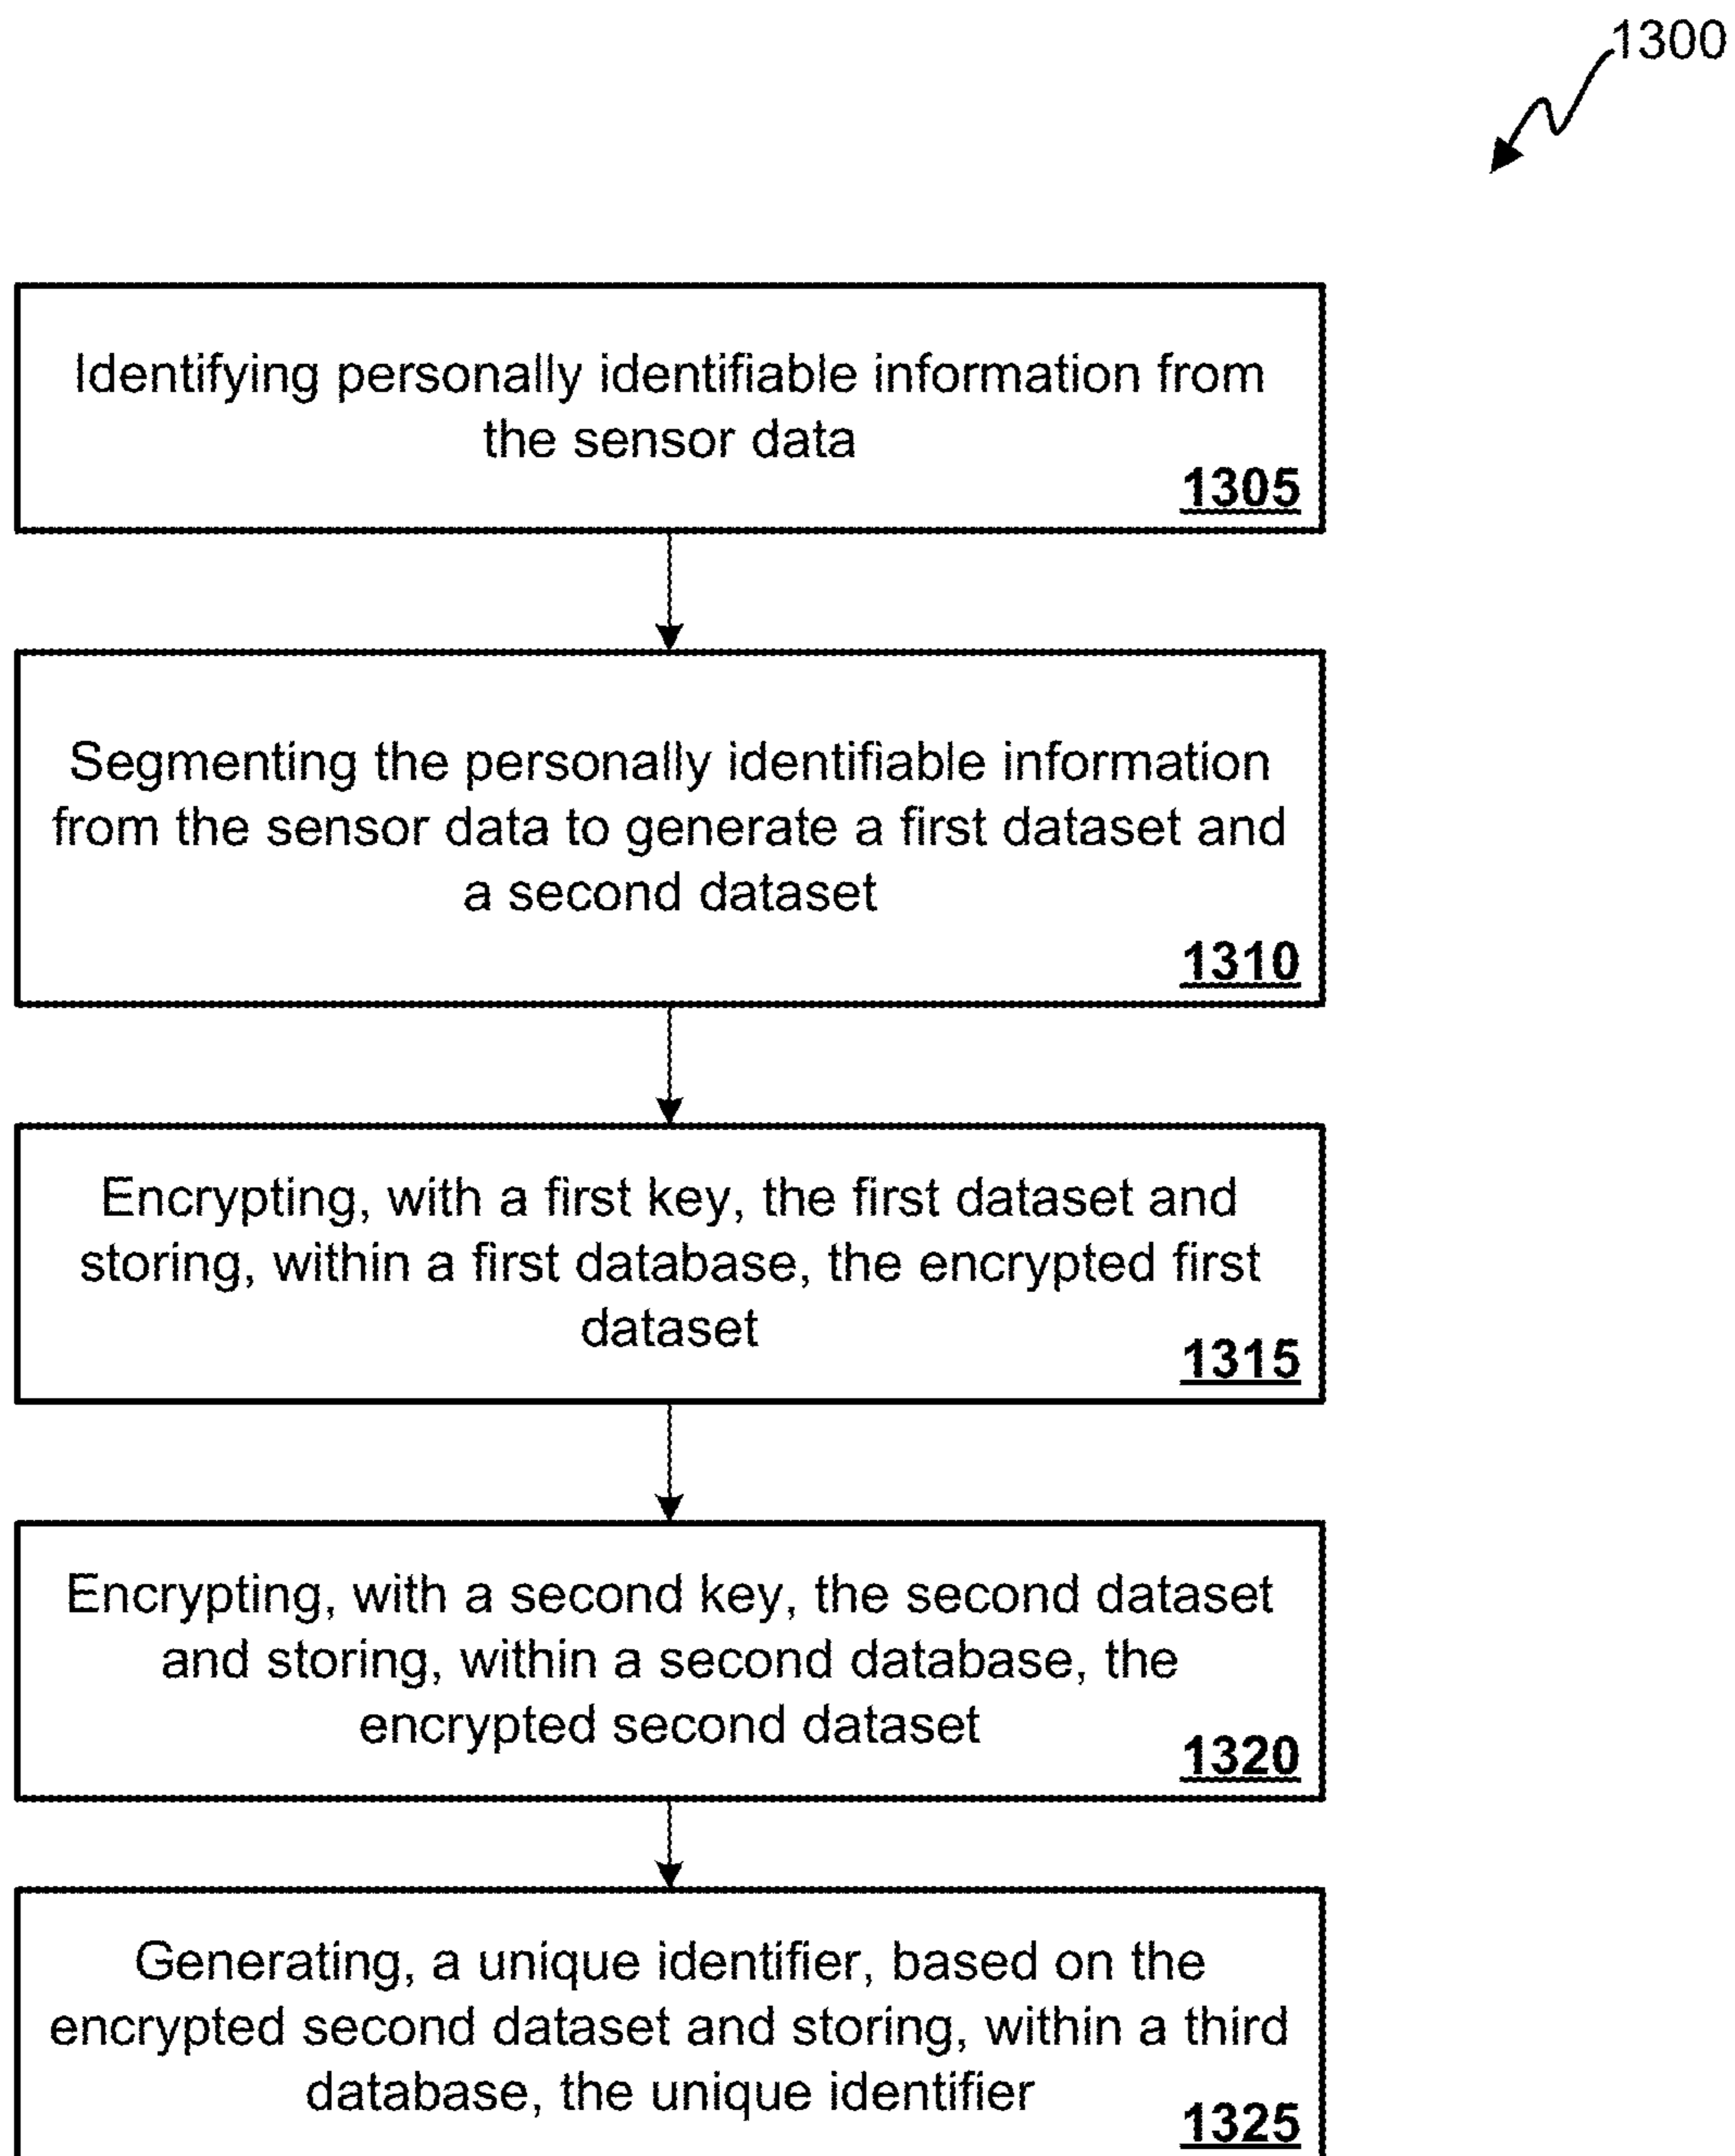 1300
Identifying personally identifiable information from
the sensor data
1305
Segmenting the personally identifiable information
from the sensor data to generate a first dataset and
a second dataset
1310
Encrypting, with a first key, the first dataset and
storing, within a first database, the encrypted first
dataset
1315
Encrypting, with a second key, the second dataset
and storing, within a second database, the
encrypted second dataset
1320
Generating, a unique identifier, based on the
encrypted second dataset and storing, within a third
database, the unique identifier
1325